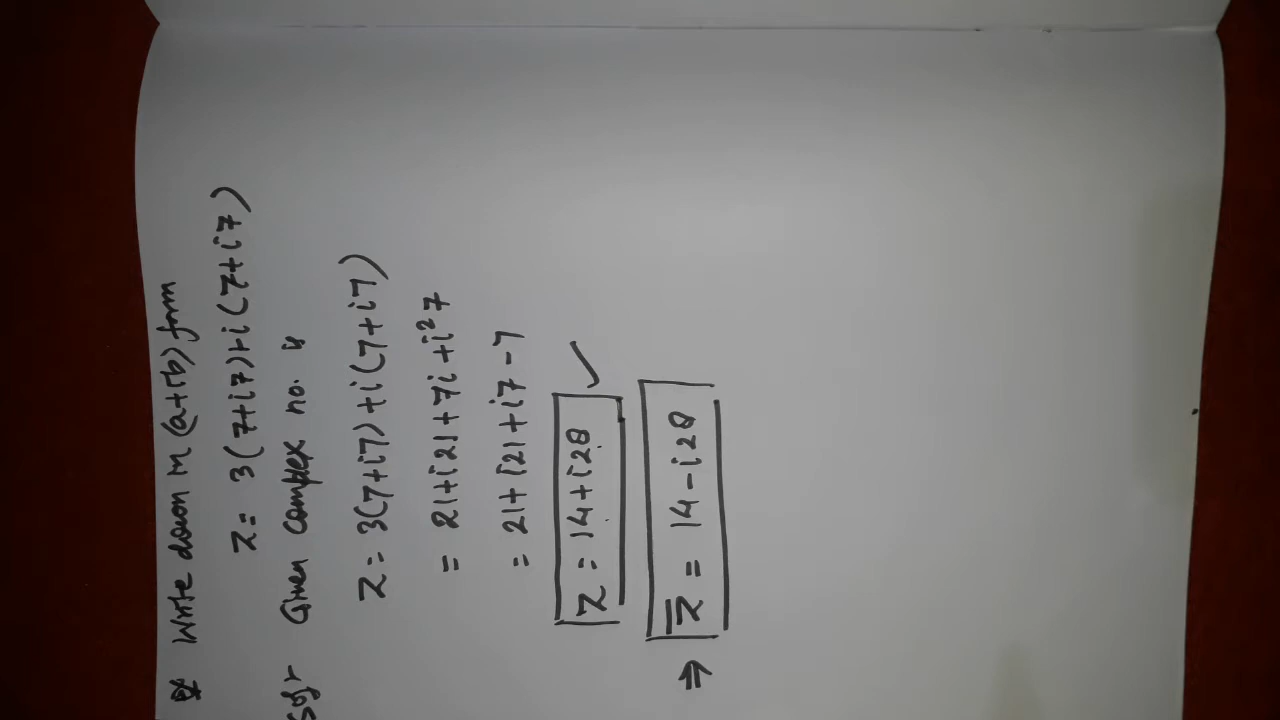 Write down in (a+ib) form
z = 3(7+i7)+i(7+i7)
Solⁿ Given complex no. is
z = 3(7+i7)+i(7+i7)
= 21+i21+7i+i²7
= 21+i21+i7-7
z = 14+i28 ✓
⇒ z̅ = 14-i28